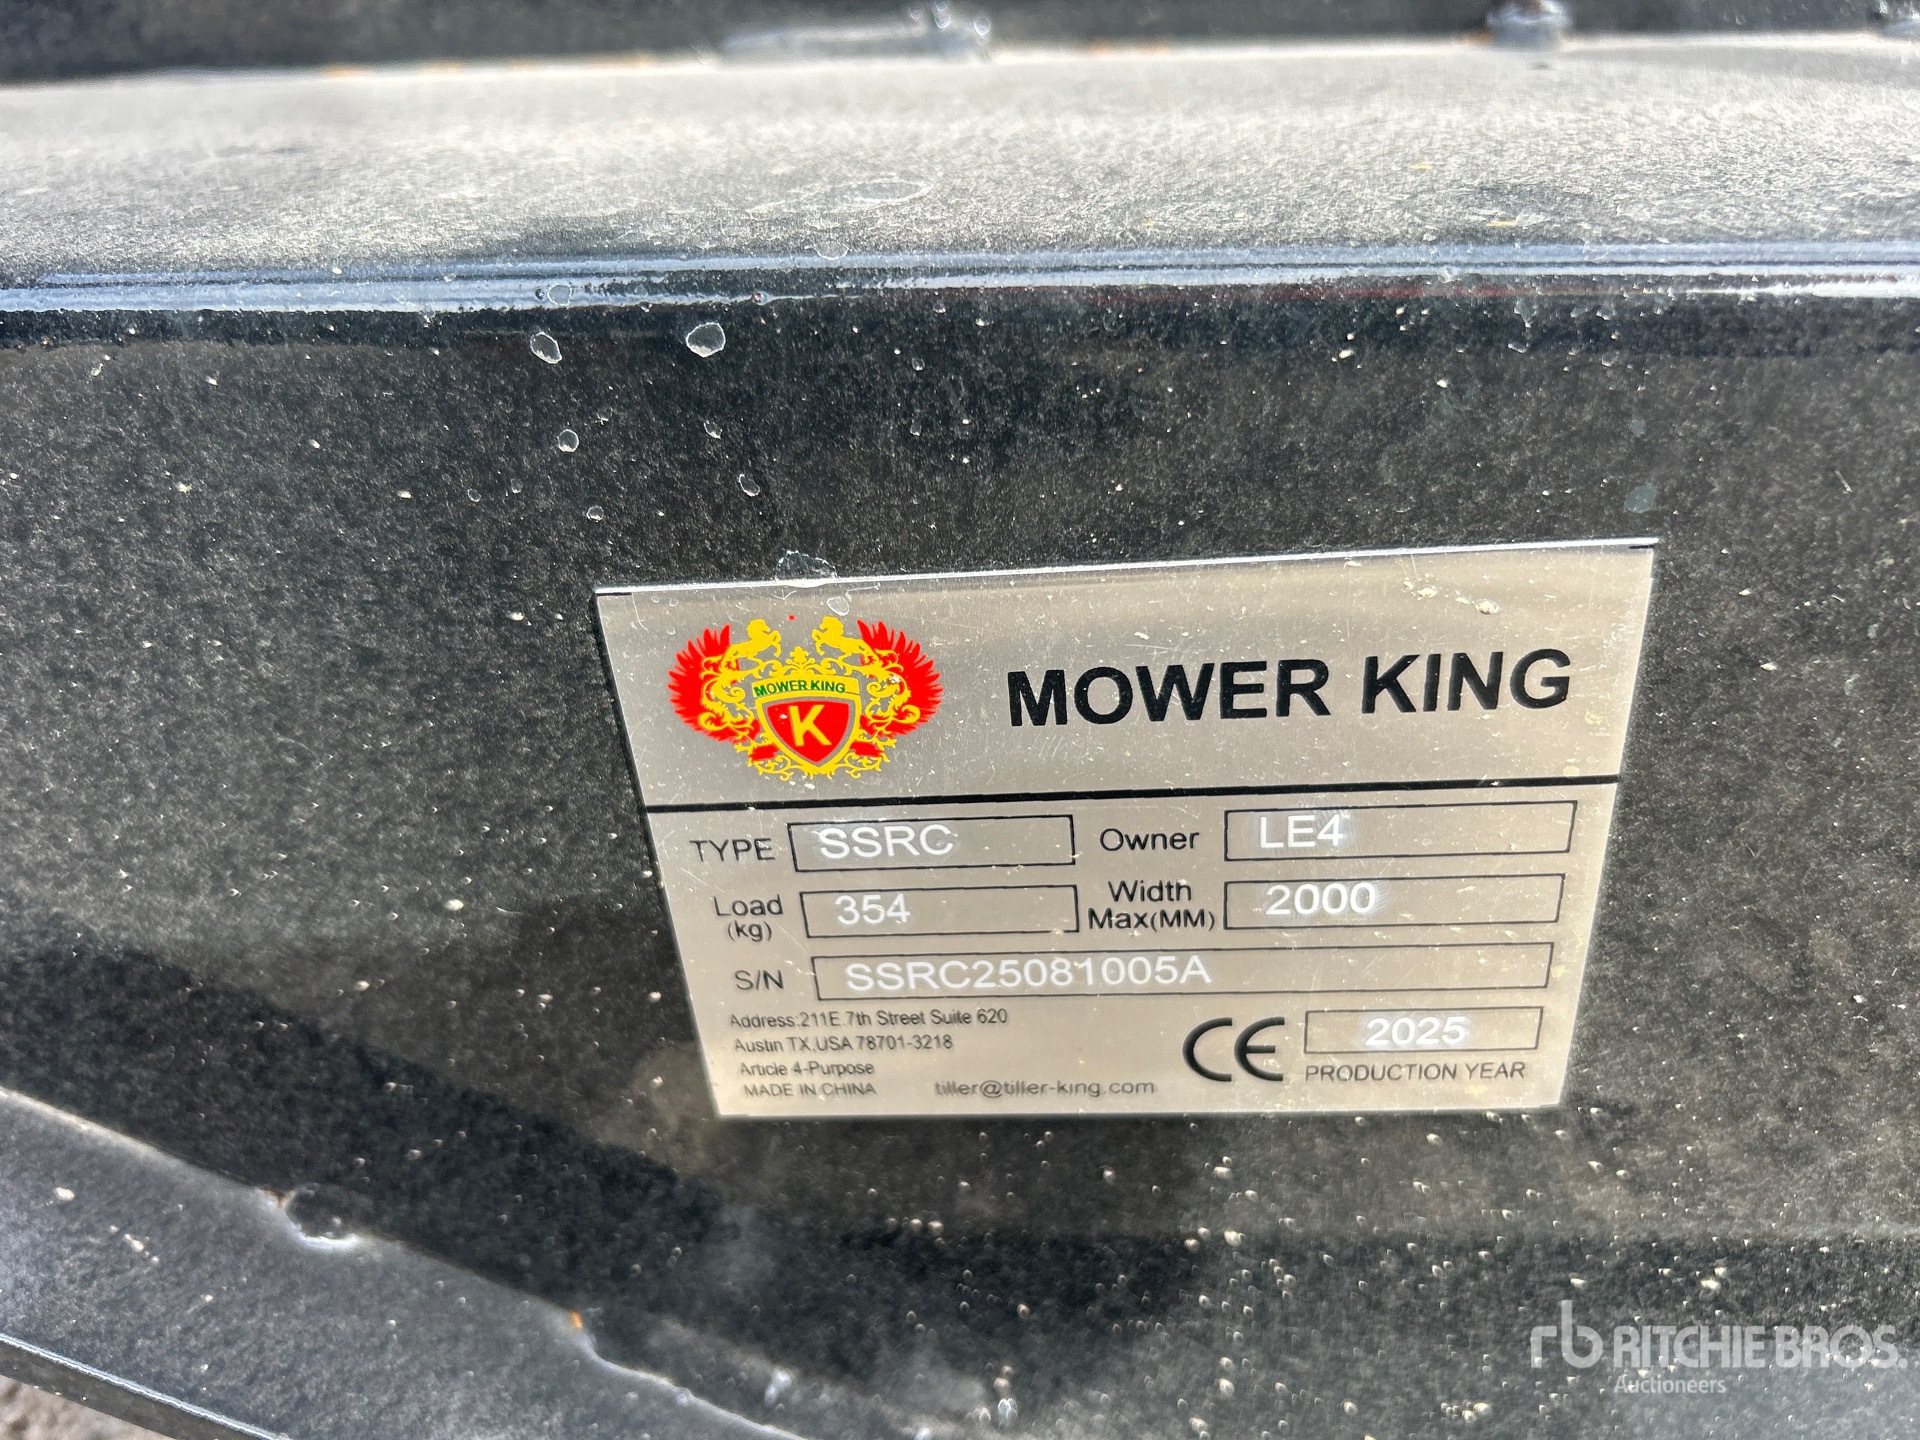 MOWER KING
K
MOWER KING
TYPE SSRC Owner LE4
Load (kg) 354 Width Max(MM) 2000
S/N SSRC25081005A
Address:211E.7th Street Suite 620
Austin TX,USA 78701-3218
Article 4-Purpose
MADE IN CHINA tiller@tiller-king.com
CE 2025
PRODUCTION YEAR
rb RITCHIE BROS.
Auctioneers